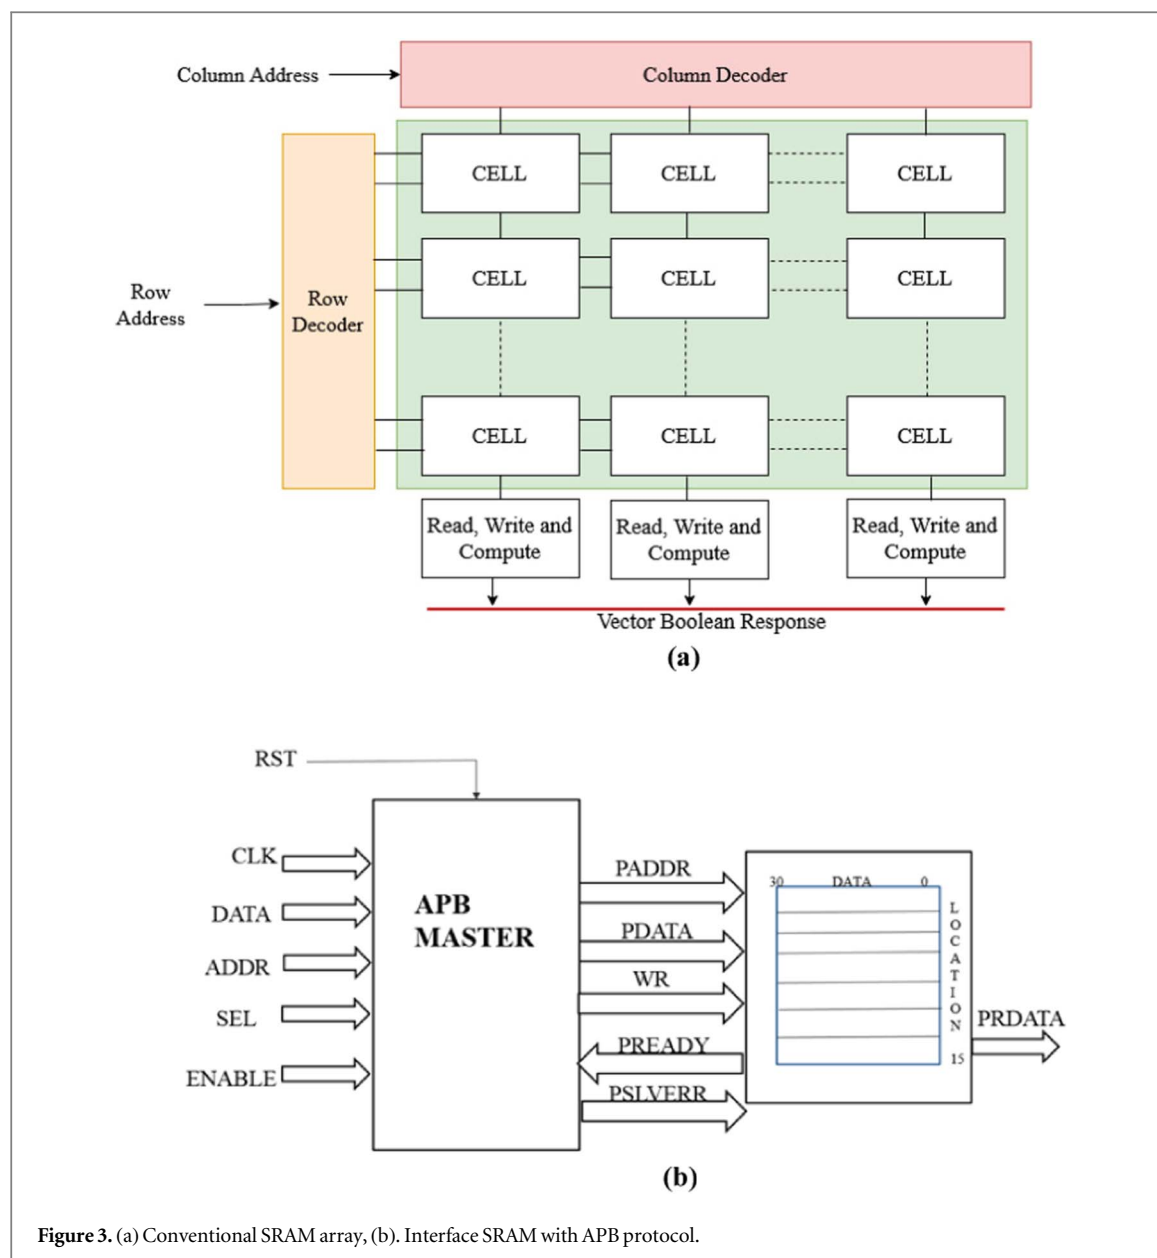 Column Address
Column Decoder
CELL CELL CELL
Row
Address
Row
Decoder
CELL CELL CELL
CELL CELL CELL
Read, Write and
Compute
Read, Write and
Compute
Read, Write and
Compute
Vector Boolean Response
(a)
RST
CLK
DATA
ADDR
SEL
ENABLE
APB
MASTER
PADDR
PDATA
WR
PREADY
PSLVERR
30 DATA 0
LOCATION
15
PRDATA
(b)
Figure 3. (a) Conventional SRAM array, (b). Interface SRAM with APB protocol.